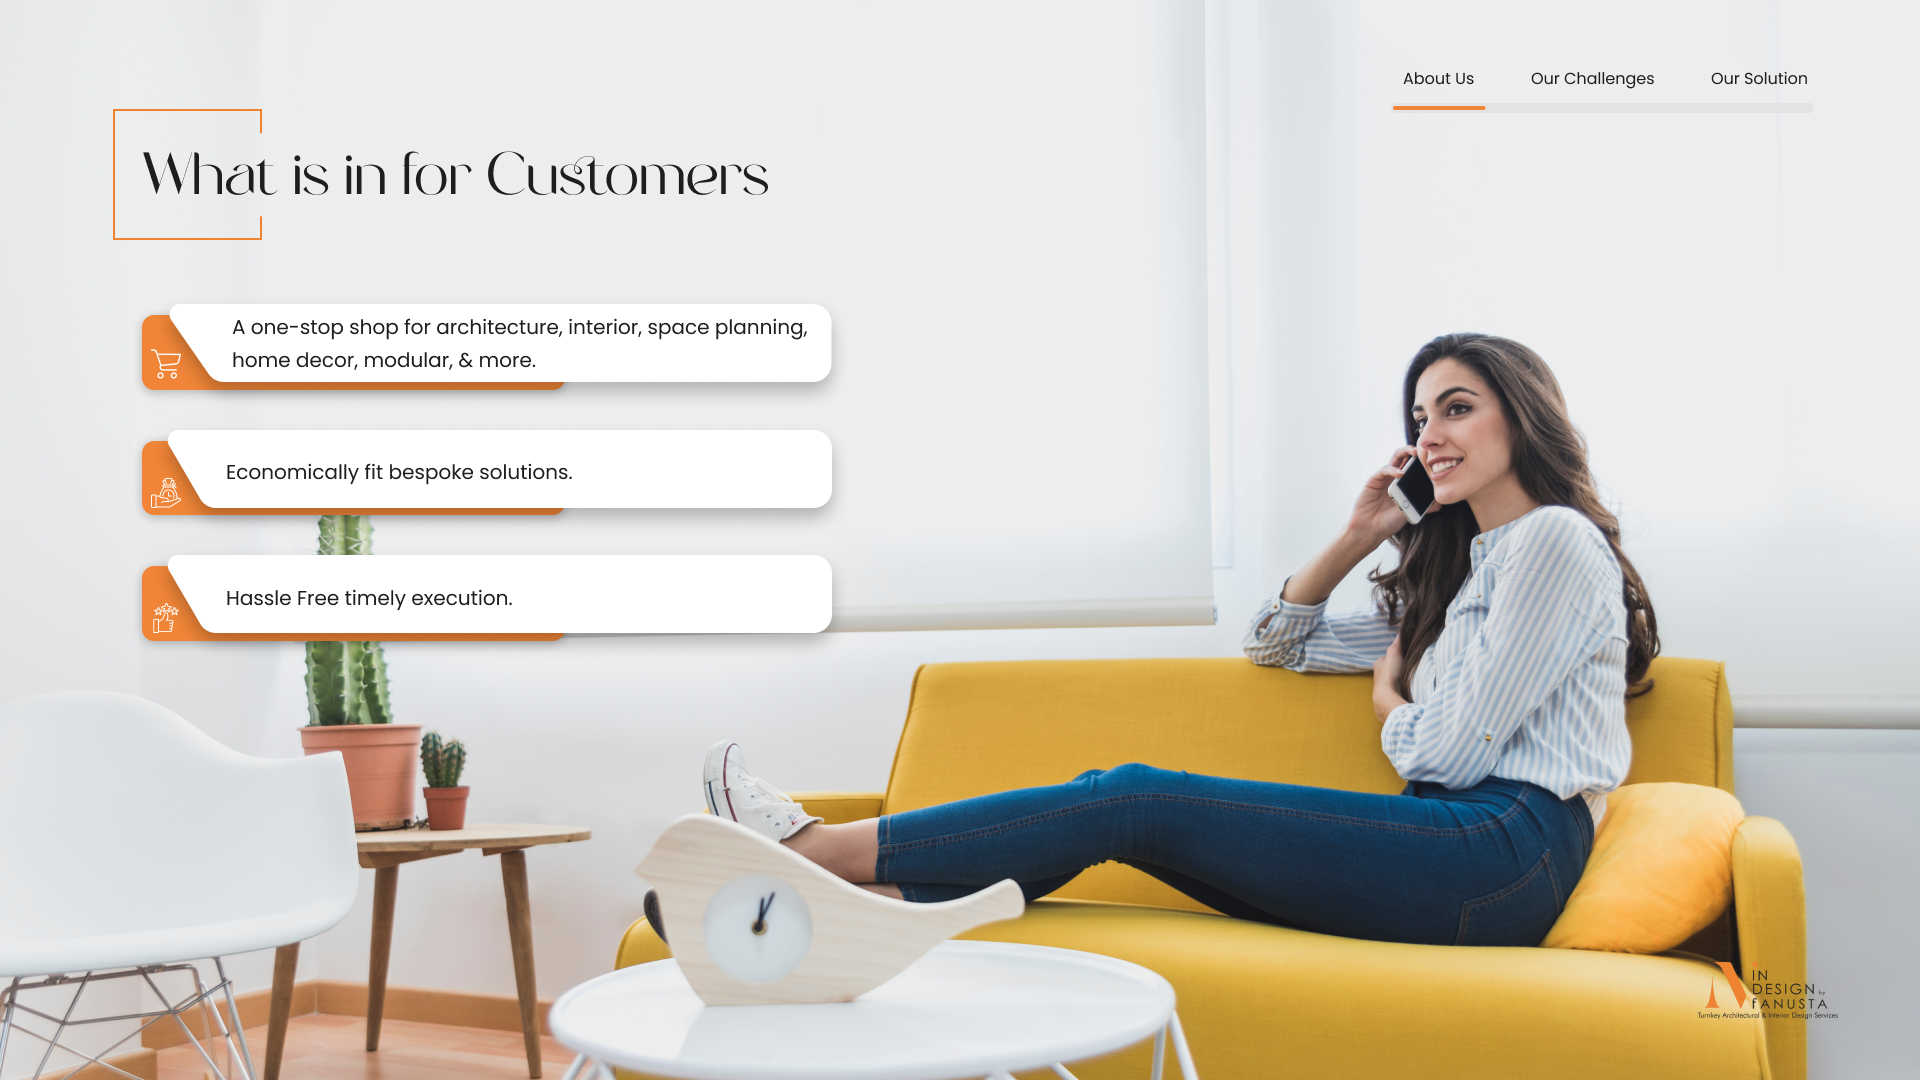 About Us
Our Challenges
Our Solution
What is in for Customers
A one-stop shop for architecture, interior, space planning,
home decor, modular, & more.
Economically fit bespoke solutions.
Hassle Free timely execution.
IN
DESIGN by
fANUSTA
Turnkey Architectural & Interior Design Services